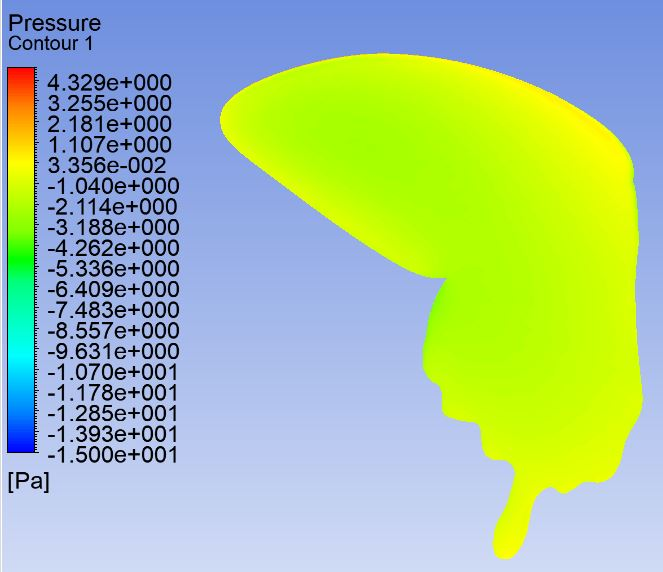 Pressure
Contour 1
4.329e+000
3.255e+000
2.181e+000
1.107e+000
3.356e-002
-1.040e+000
-2.114e+000
-3.188e+000
-4.262e+000
-5.336e+000
-6.409e+000
-7.483e+000
-8.557e+000
-9.631e+000
-1.070e+001
-1.178e+001
-1.285e+001
-1.393e+001
-1.500e+001
[Pa]